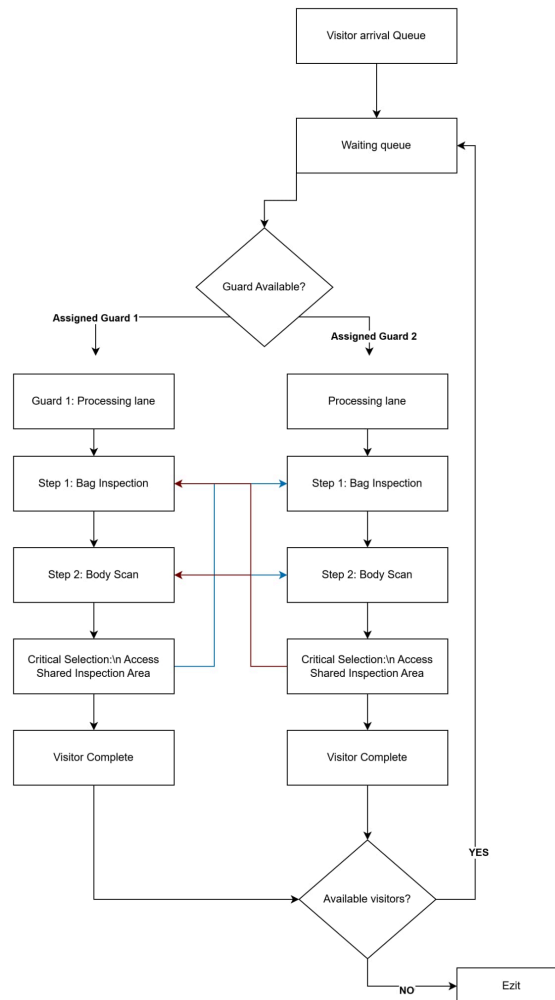 Visitor arrival Queue
Waiting queue
Guard Available?
Assigned Guard 1
Assigned Guard 2
Guard 1: Processing lane
Processing lane
Step 1: Bag Inspection
Step 1: Bag Inspection
Step 2: Body Scan
Step 2: Body Scan
Critical Selection:\n Access
Shared Inspection Area
Critical Selection:\n Access
Shared Inspection Area
Visitor Complete
Visitor Complete
YES
Available visitors?
NO
Ezit